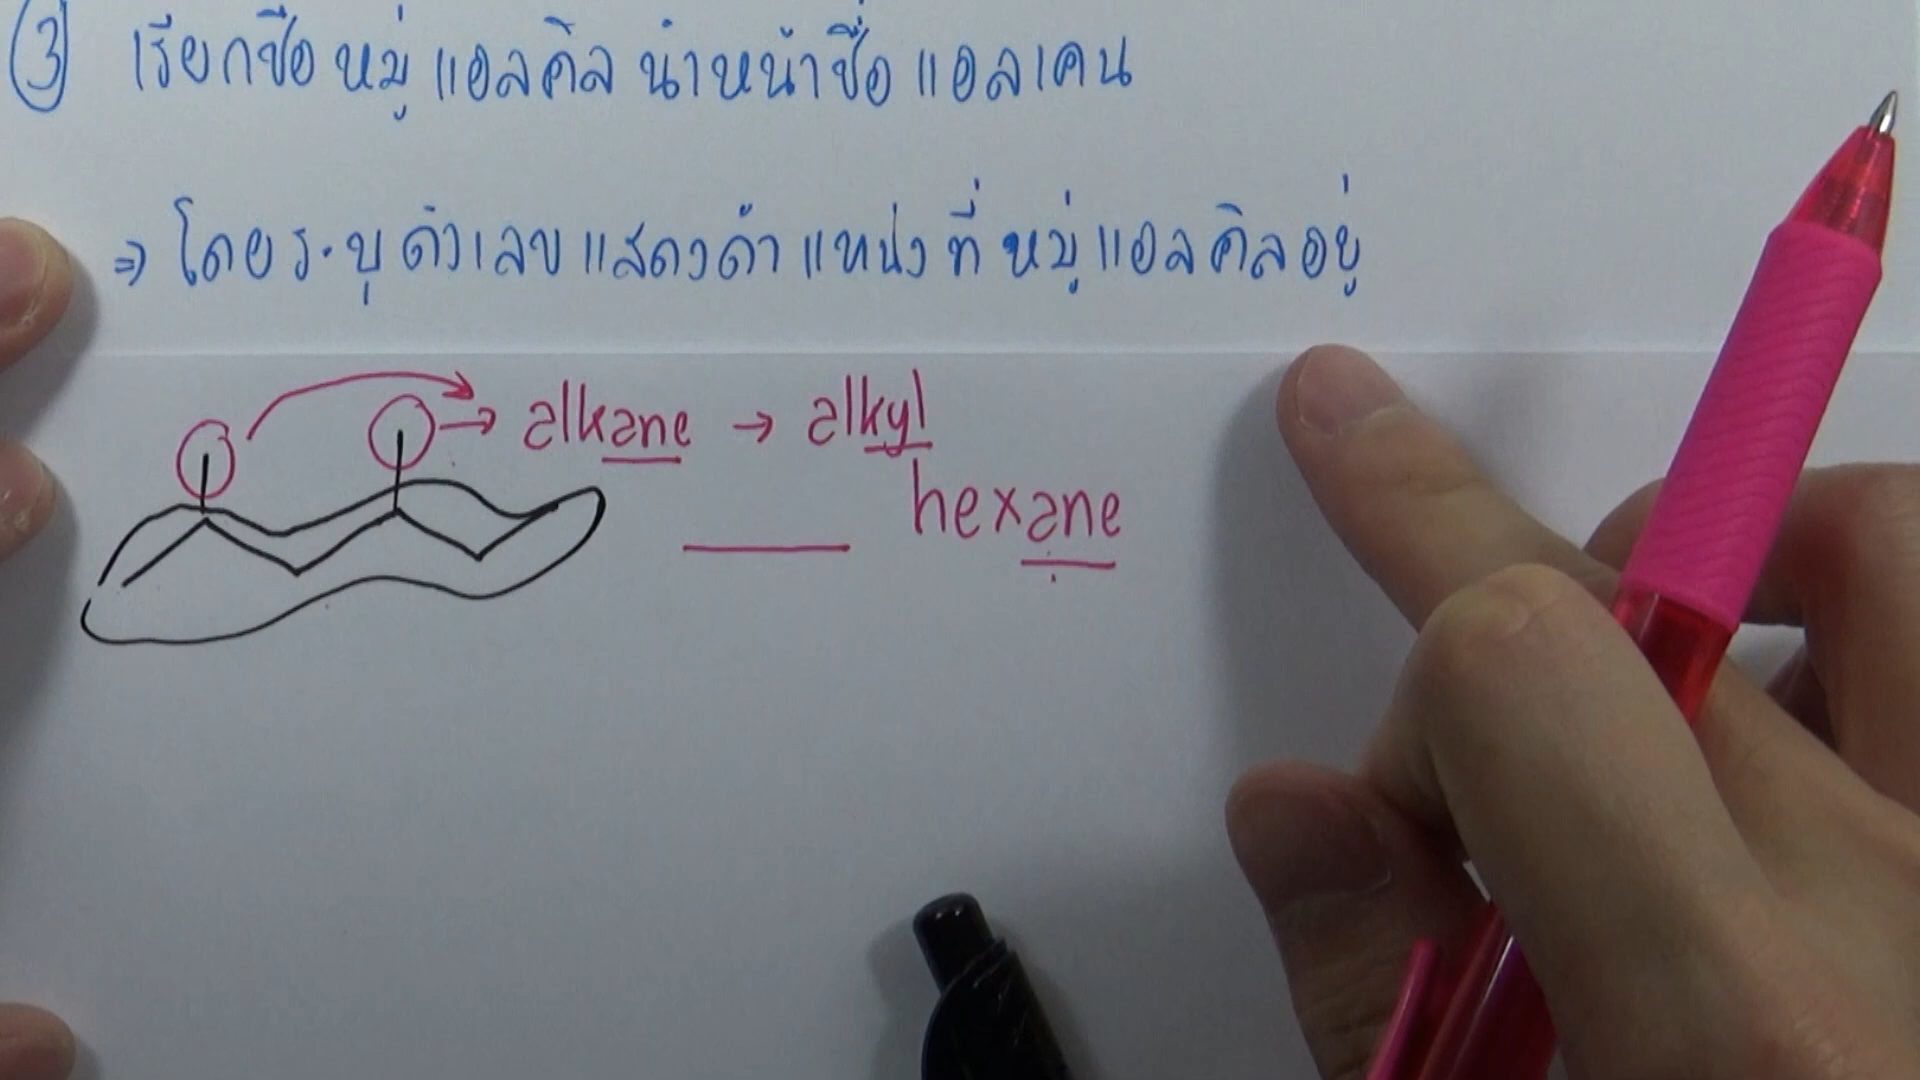 ③ เรียกชื่อ หมู่ แอลคิล นำหน้าชื่อ แอลเคน
⇒ โดยระบุ ตัวเลข แสดงตำแหน่ง ที่ หมู่ แอลคิล อยู่
→ alkane → alkyl
hexane